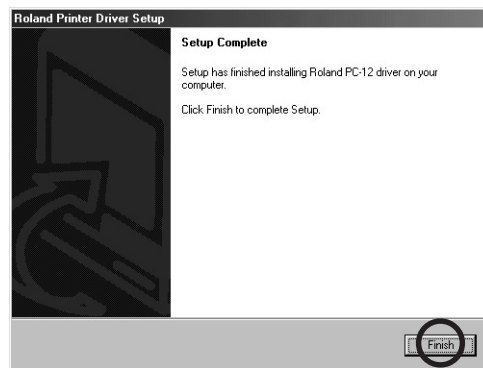 Roland Printer Driver Setup
Setup Complete
Setup has finished installing Roland PC-12 driver on your
computer.
Click Finish to complete Setup.
Finish